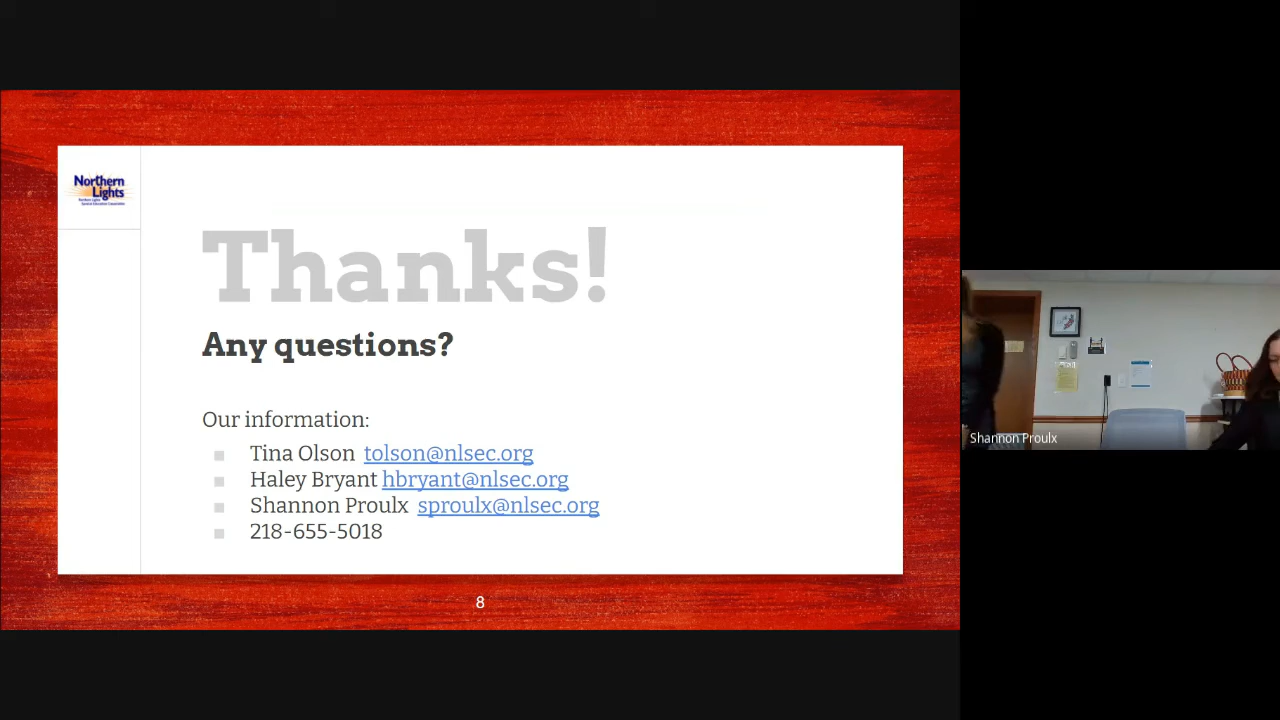 Northern
Lights
Thanks!
Any questions?
Our information:
Tina Olson tolson@nlsec.org
Haley Bryant hbryant@nlsec.org
Shannon Proulx sproulx@nlsec.org
218-655-5018
8
Shannon Proulx